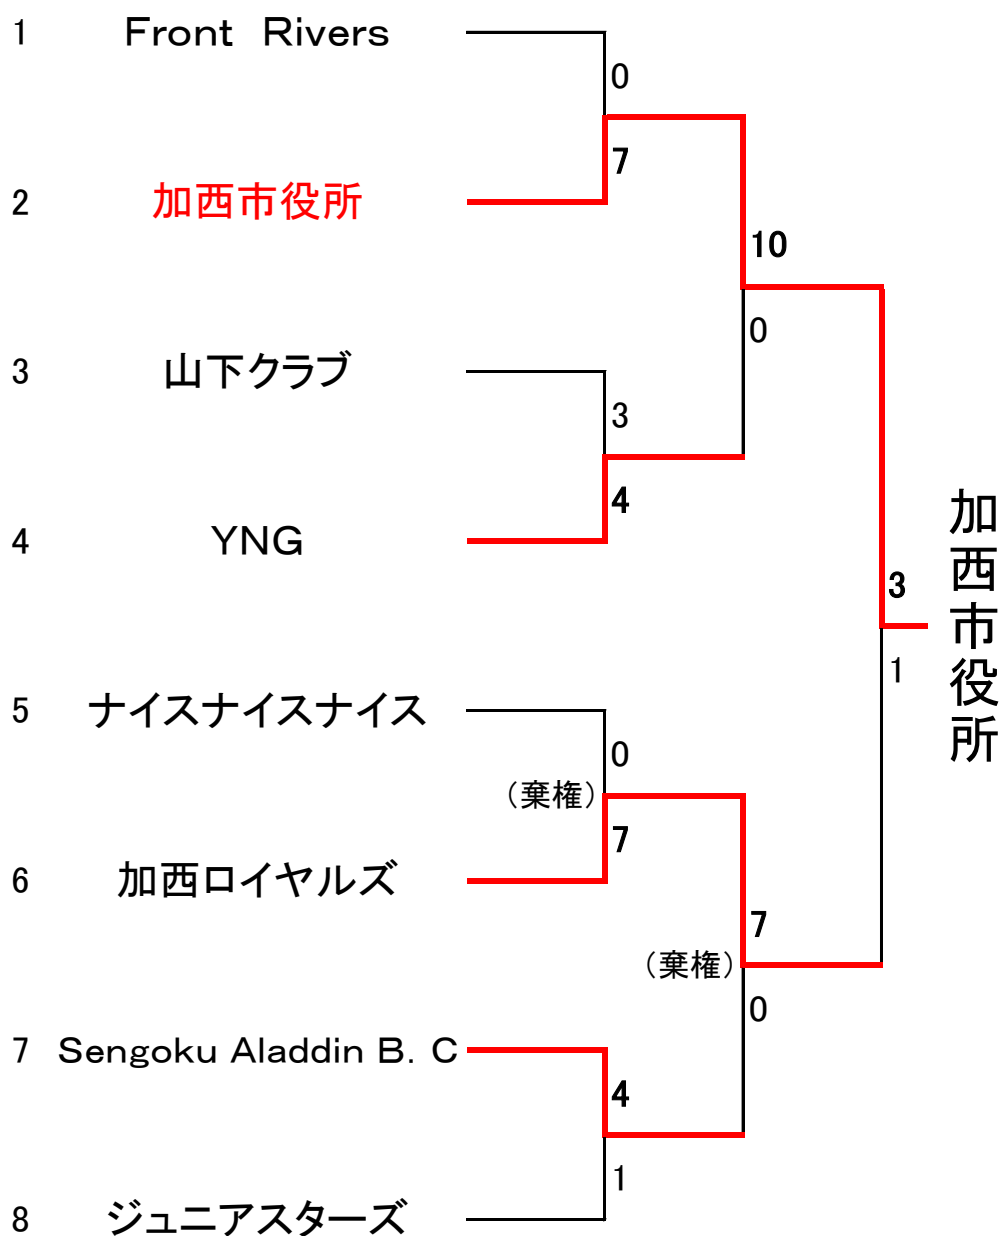 1 Front Rivers
0
7
2 加西市役所
10
0
3 山下クラブ
3
4
4 YNG
加西市役所
3
1
5 ナイスナイスナイス
0
（棄権）
7
6 加西ロイヤルズ
7
（棄権）
0
7 Sengoku Aladdin B. C
4
1
8 ジュニアスターズ